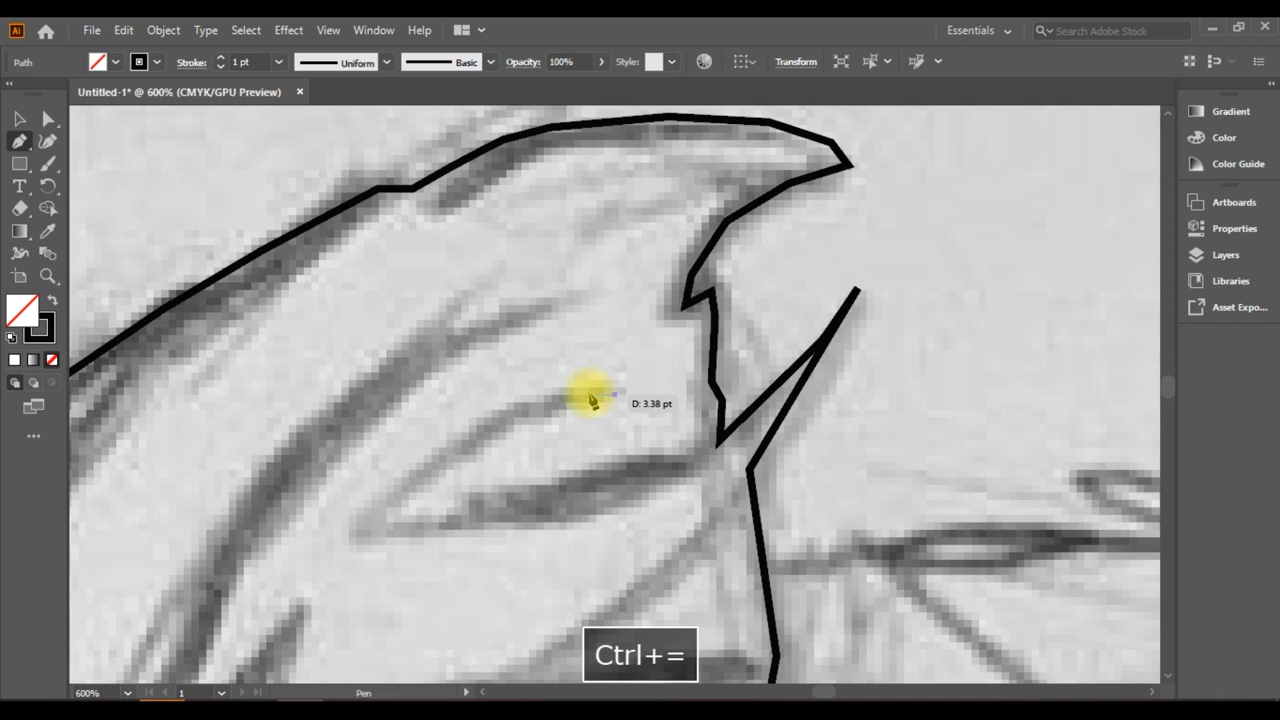 Ai File Edit Object Type Select Effect View Window Help Essentials Search Adobe Stock
Path Stroke: 1 pt Uniform Basic Opacity: 100% Style: Transform
Untitled-1* @ 600% (CMYK/GPU Preview)
Gradient
Color
Color Guide
Artboards
Properties
Layers
Libraries
Asset Expo...
D: 3.38 pt
Ctrl+=
600% 1 Pen